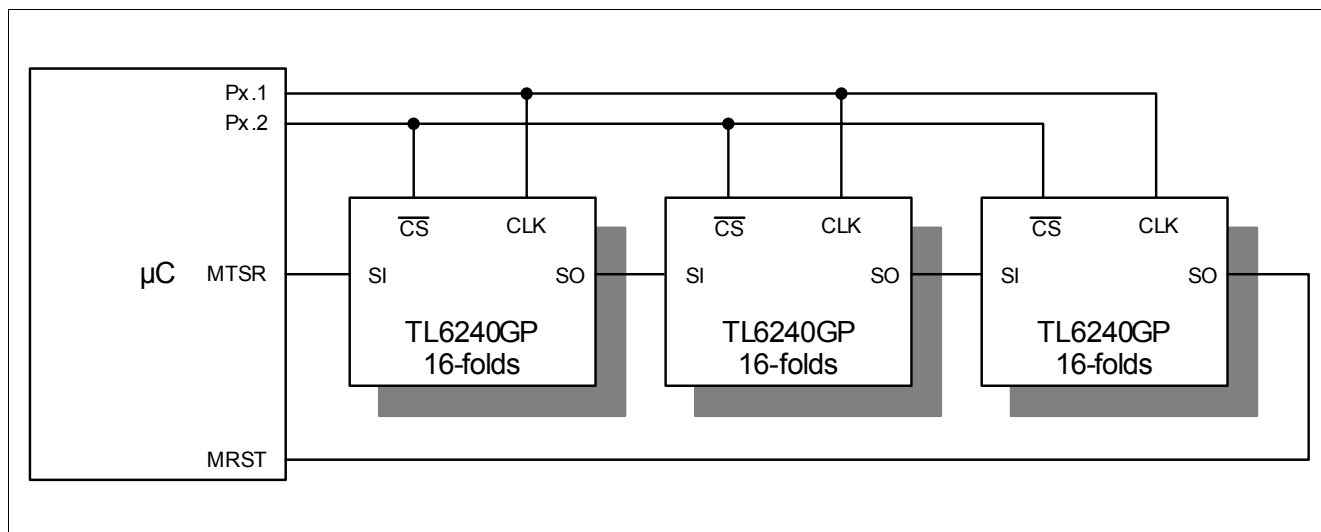 Px.1
Px.2
µC
MTSR
MRST
CS
CLK
SI
SO
TL6240GP
16-folds
CS
CLK
SI
SO
TL6240GP
16-folds
CS
CLK
SI
SO
TL6240GP
16-folds